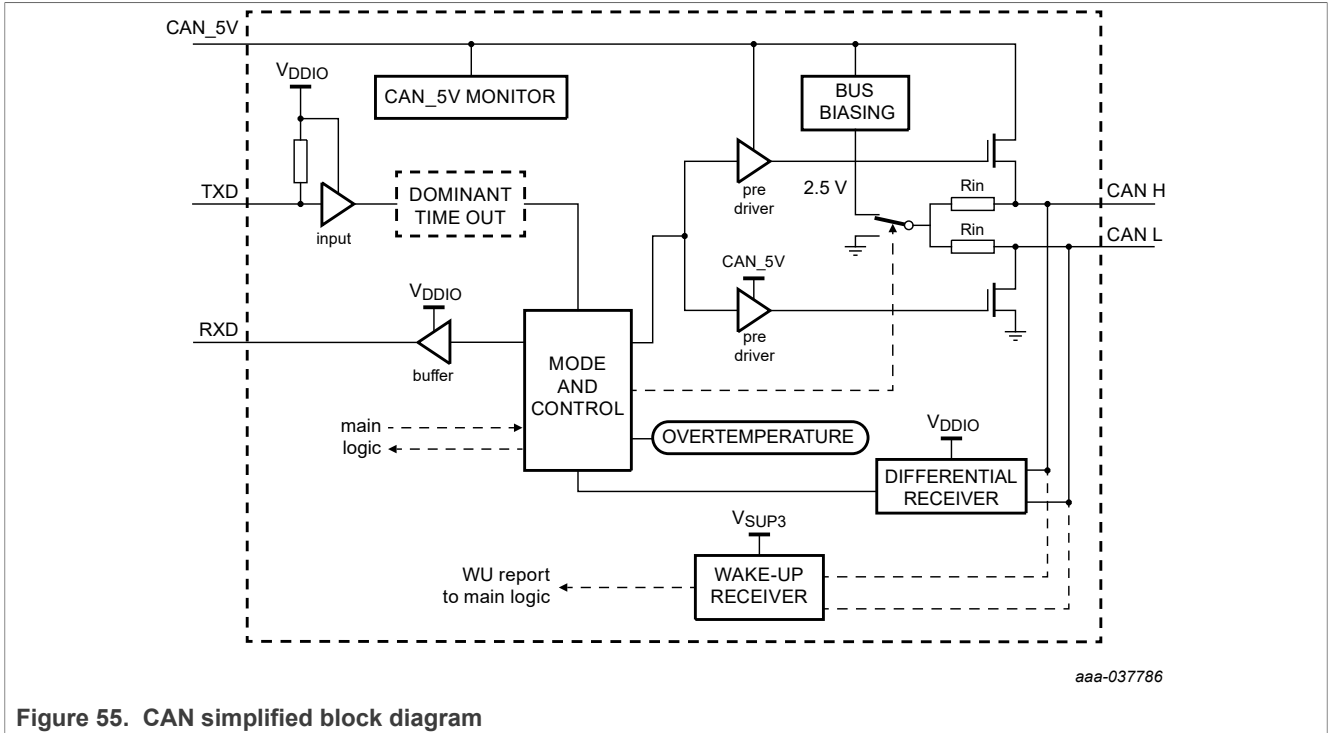 CAN_5V
VDDIO
CAN_5V MONITOR
BUS
BIASING
TXD
input
DOMINANT
TIME OUT
pre
driver
2.5 V
Rin
CAN H
Rin
CAN L
CAN_5V
pre
driver
VDDIO
RXD
buffer
MODE
AND
CONTROL
main
logic
OVERTEMPERATURE
VDDIO
DIFFERENTIAL
RECEIVER
VSUP3
WAKE-UP
RECEIVER
WU report
to main logic
aaa-037786
Figure 55. CAN simplified block diagram